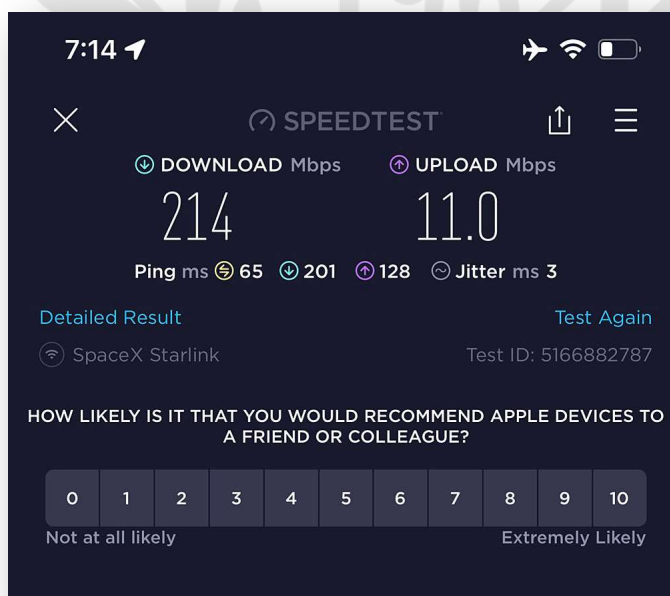 7:14
SPEEDTEST
DOWNLOAD Mbps UPLOAD Mbps
214 11.0
Ping ms 65 201 128 Jitter ms 3
Detailed Result Test Again
SpaceX Starlink Test ID: 5166882787
HOW LIKELY IS IT THAT YOU WOULD RECOMMEND APPLE DEVICES TO
A FRIEND OR COLLEAGUE?
0 1 2 3 4 5 6 7 8 9 10
Not at all likely Extremely Likely